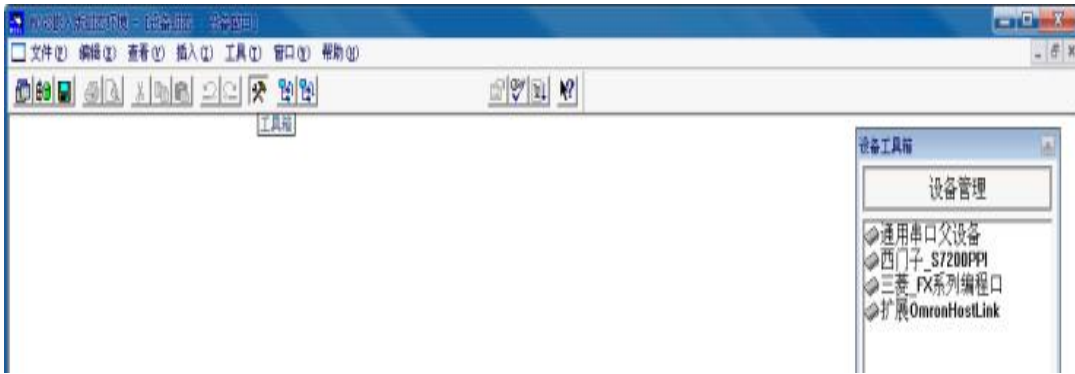 文件(F) 编辑(E) 查看(V) 插入(I) 工具(T) 窗口(W) 帮助(H)
工具箱
设备工具箱
设备管理
通用串口父设备
西门子_S7200PPI
三菱_FX系列编程口
扩展OmronHostLink